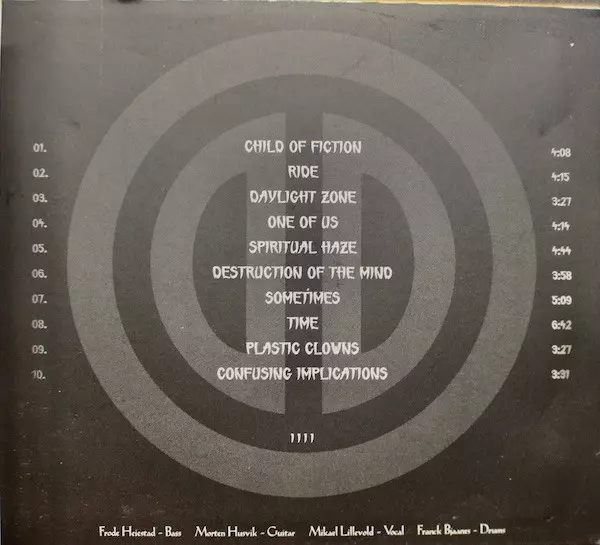 01. CHILD OF FICTION 4:08
02. RIDE 4:15
03. DAYLIGHT ZONE 3:27
04. ONE OF US 4:14
05. SPIRITUAL HAZE 4:44
06. DESTRUCTION OF THE MIND 3:58
07. SOMETIMES 5:09
08. TIME 6:42
09. PLASTIC CLOWNS 3:27
10. CONFUSING IMPLICATIONS 3:31
Frode Heiestad - Bass Morten Husvik - Guitar Mikael Lillevold - Vocal Franck Bjaanes - Drums